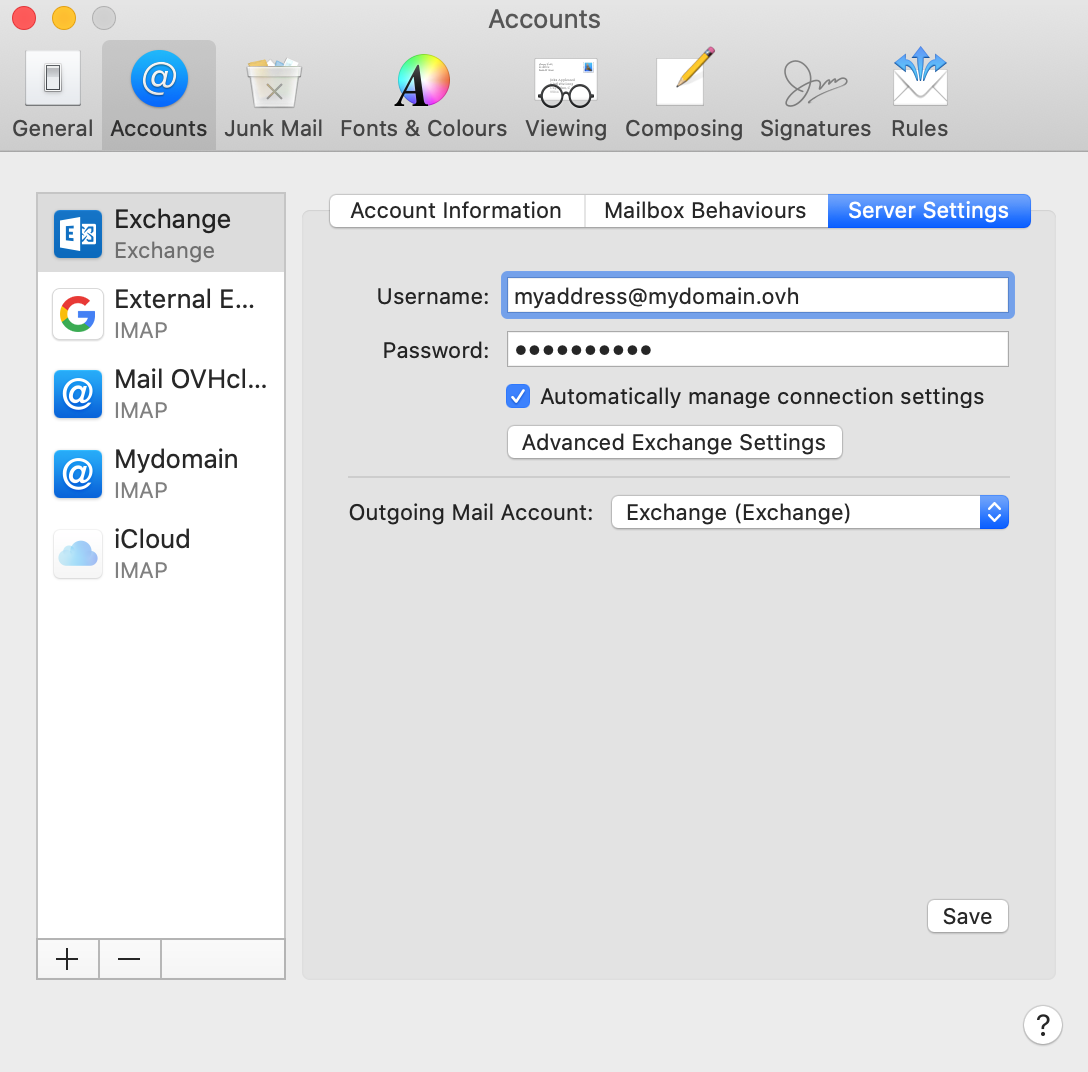 Accounts
General Accounts Junk Mail Fonts & Colours Viewing Composing Signatures Rules
Exchange
Exchange
External E...
IMAP
Mail OVHcl...
IMAP
Mydomain
IMAP
iCloud
IMAP
Account Information Mailbox Behaviours Server Settings
Username: myaddress@mydomain.ovh
Password: ●●●●●●●●●●
Automatically manage connection settings
Advanced Exchange Settings
Outgoing Mail Account: Exchange (Exchange)
Save
?